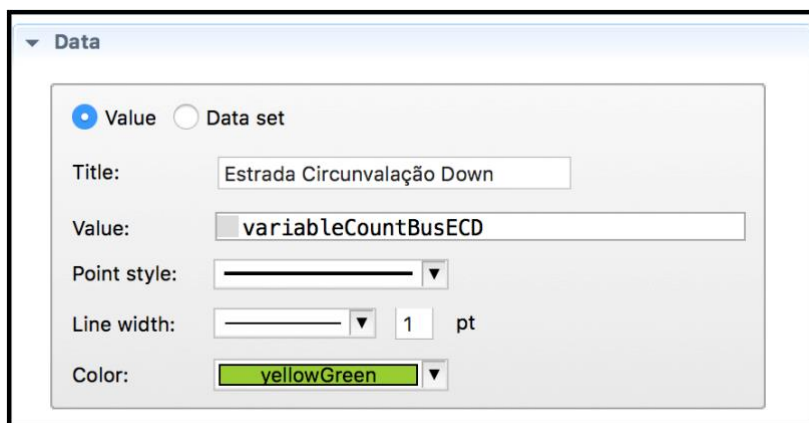 Data
Value Data set
Title: Estrada Circunvalação Down
Value: variableCountBusECD
Point style:
Line width: 1 pt
Color: yellowGreen